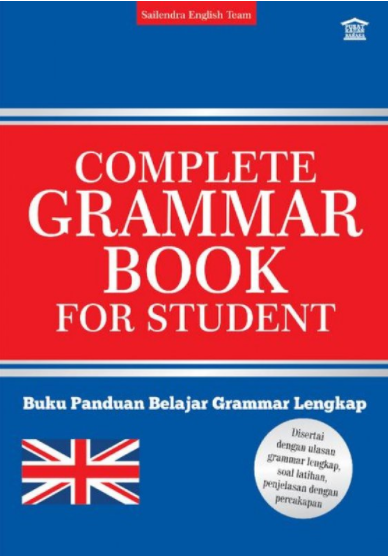 Sailendra English Team
COMPLETE
GRAMMAR
BOOK
FOR STUDENT
Buku Panduan Belajar Grammar Lengkap
Disertai
dengan ulasan
grammar lengkap,
soal latihan,
penjelasan dengan
percakapan